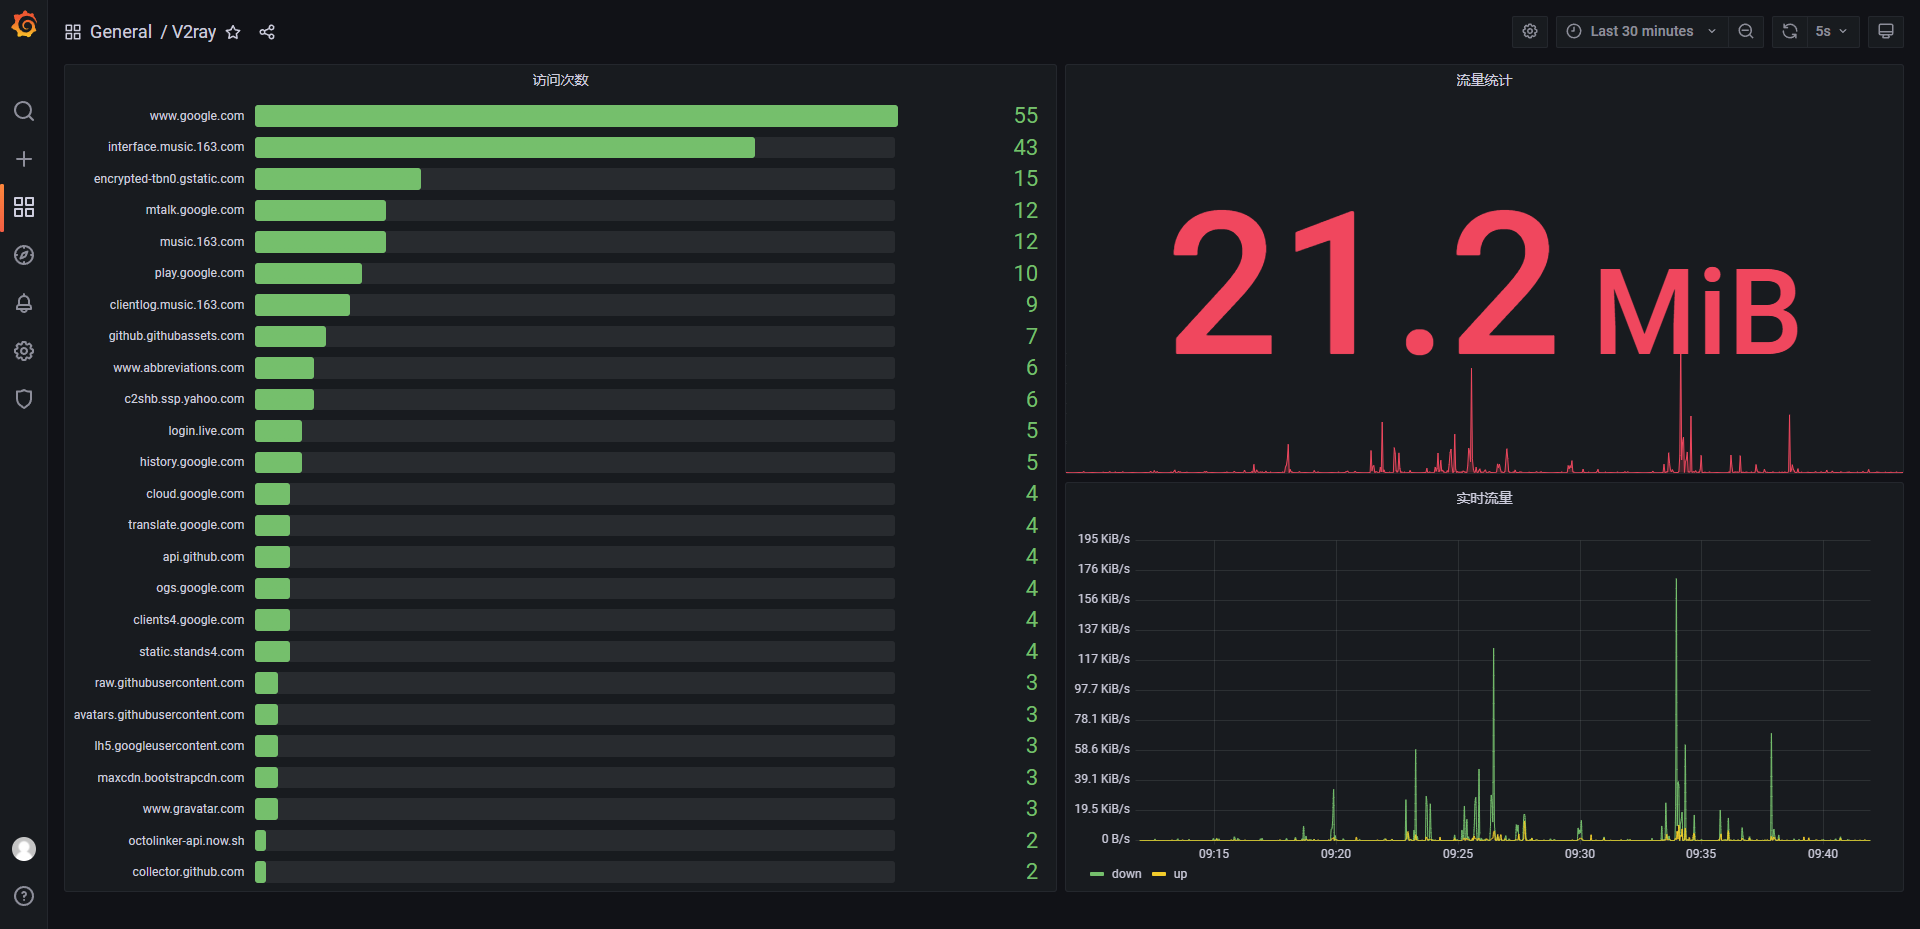 General / V2ray
Last 30 minutes
5s
访问次数
www.google.com 55
interface.music.163.com 43
encrypted-tbn0.gstatic.com 15
mtalk.google.com 12
music.163.com 12
play.google.com 10
clientlog.music.163.com 9
github.githubassets.com 7
www.abbreviations.com 6
c2shb.ssp.yahoo.com 6
login.live.com 5
history.google.com 5
cloud.google.com 4
translate.google.com 4
api.github.com 4
ogs.google.com 4
clients4.google.com 4
static.stands4.com 4
raw.githubusercontent.com 3
avatars.githubusercontent.com 3
lh5.googleusercontent.com 3
maxcdn.bootstrapcdn.com 3
www.gravatar.com 3
octolinker-api.now.sh 2
collector.github.com 2
流量统计
21.2 MiB
实时流量
195 KiB/s
176 KiB/s
156 KiB/s
137 KiB/s
117 KiB/s
97.7 KiB/s
78.1 KiB/s
58.6 KiB/s
39.1 KiB/s
19.5 KiB/s
0 B/s
09:15 09:20 09:25 09:30 09:35 09:40
down up